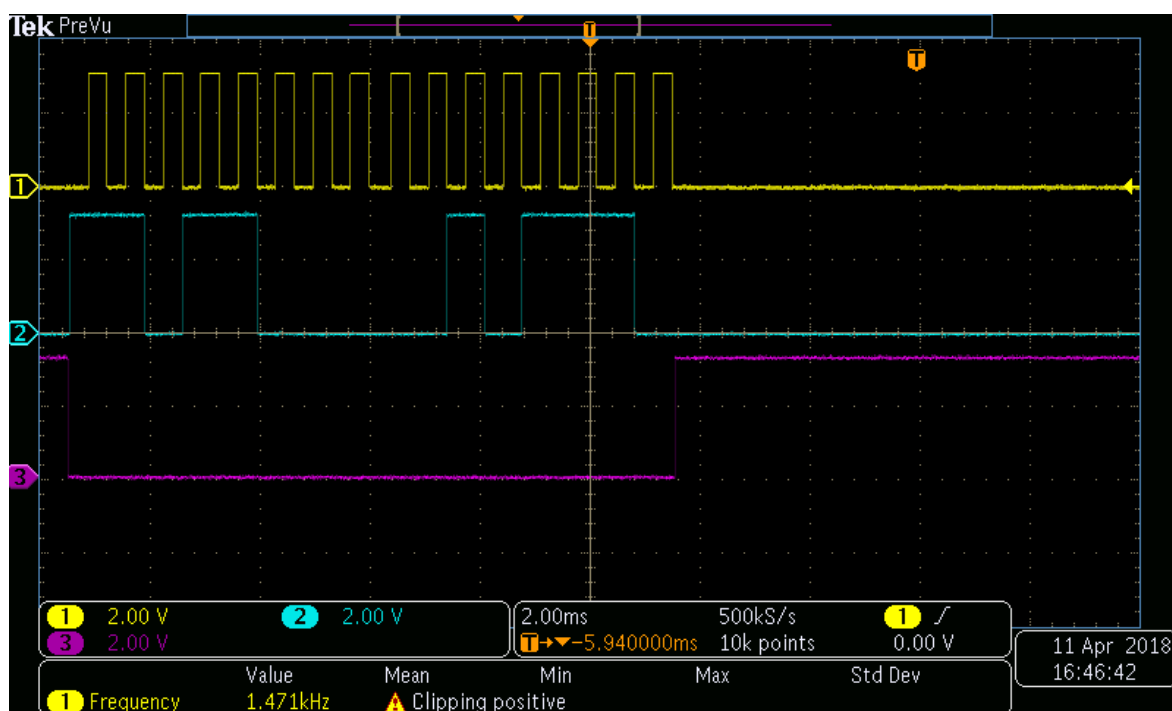 Tek PreVu
T
T
1
2
3
1 2.00 V 2 2.00 V
3 2.00 V
2.00ms 500kS/s 1
T→▼−5.940000ms 10k points 0.00 V
11 Apr 2018
16:46:42
Value Mean Min Max Std Dev
1 Frequency 1.471kHz Clipping positive